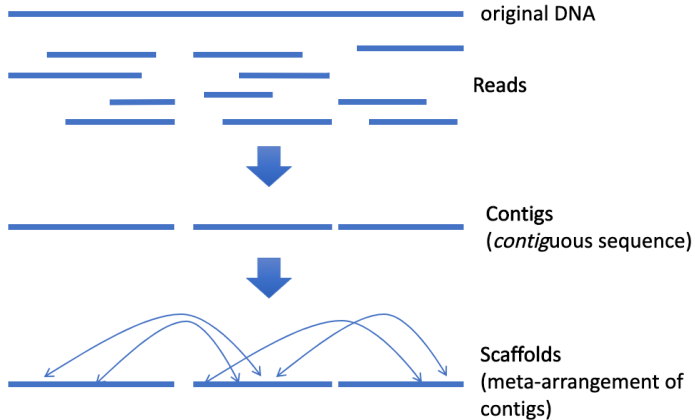 original DNA
Reads
Contigs
(contiguous sequence)
Scaffolds
(meta-arrangement of
contigs)